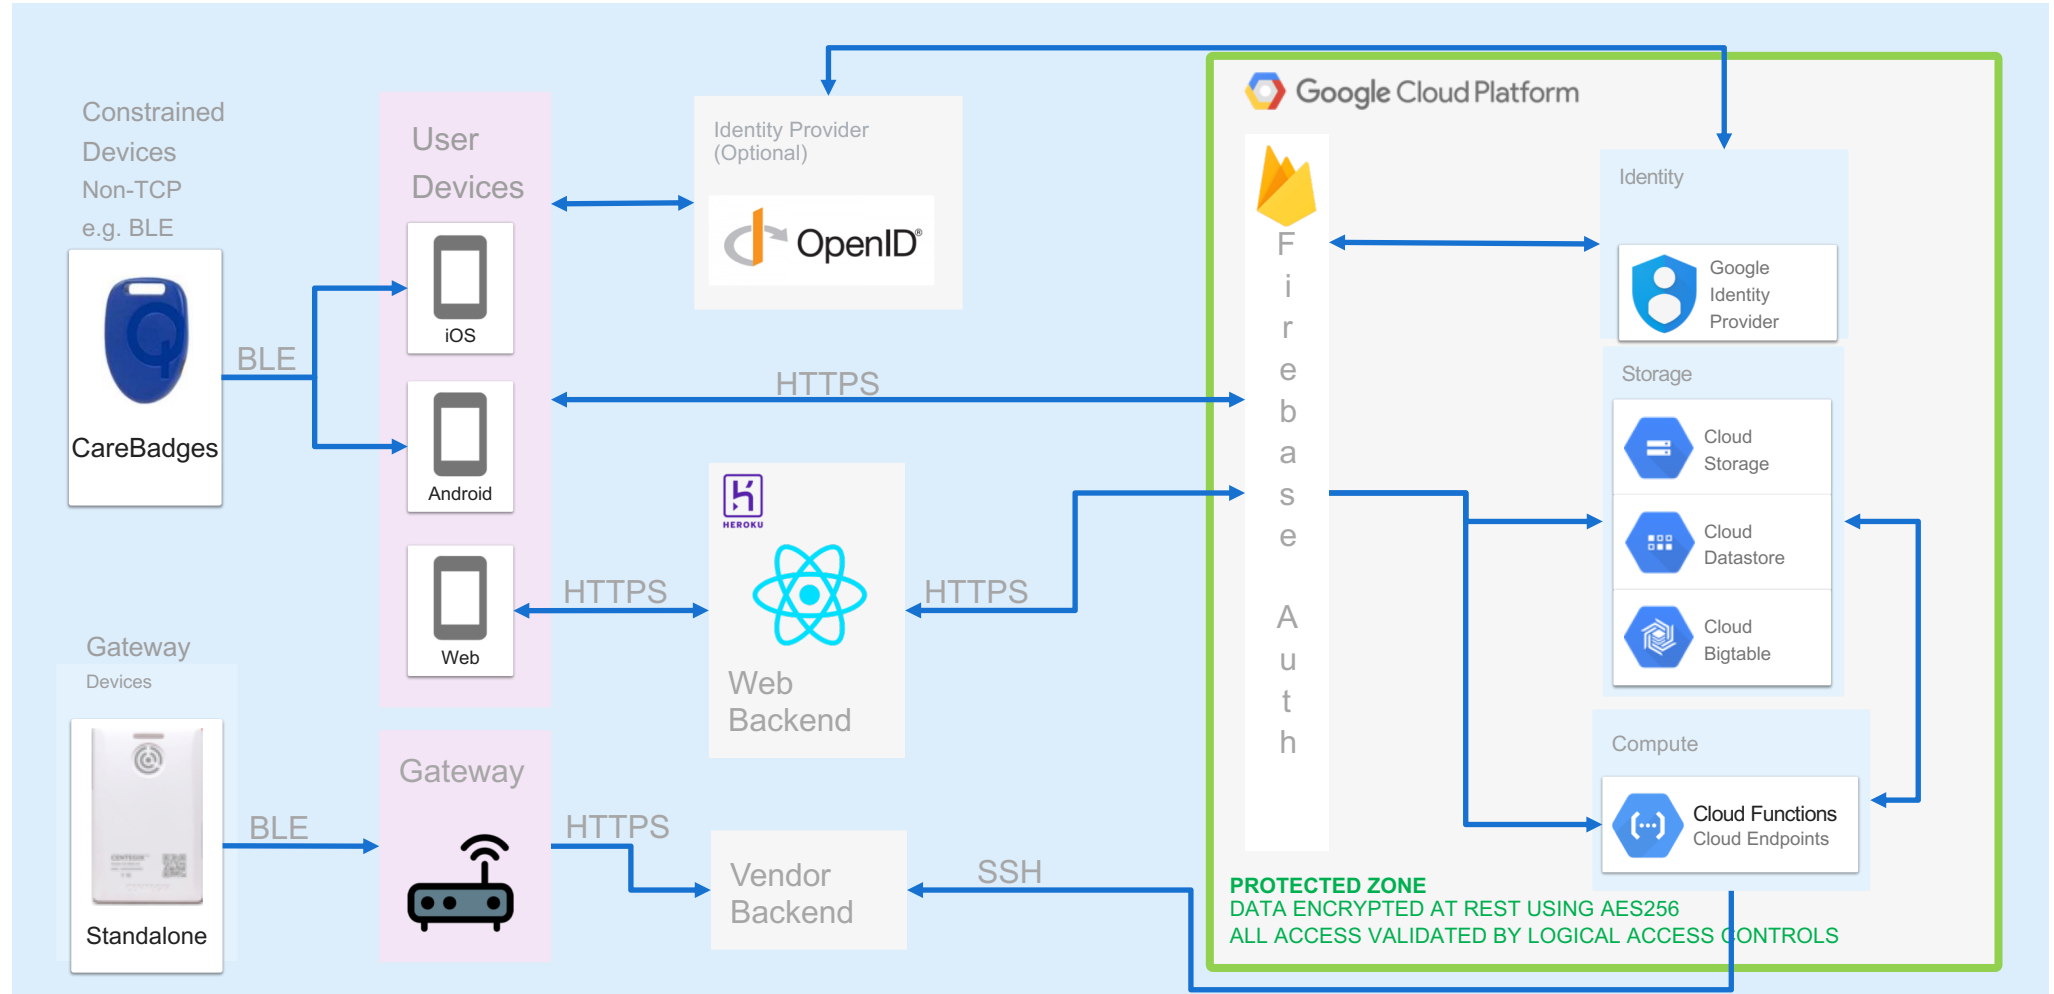 Constrained
Devices
Non-TCP
e.g. BLE
CareBadges
BLE
User
Devices
iOS
Android
Web
Identity Provider
(Optional)
OpenID®
HTTPS
HEROKU
HTTPS
HTTPS
Web
Backend
Gateway
Devices
Standalone
BLE
Gateway
HTTPS
Vendor
Backend
SSH
Google Cloud Platform
F
i
r
e
b
a
s
e
A
u
t
h
Identity
Google
Identity
Provider
Storage
Cloud
Storage
Cloud
Datastore
Cloud
Bigtable
Compute
Cloud Functions
Cloud Endpoints
PROTECTED ZONE
DATA ENCRYPTED AT REST USING AES256
ALL ACCESS VALIDATED BY LOGICAL ACCESS CONTROLS